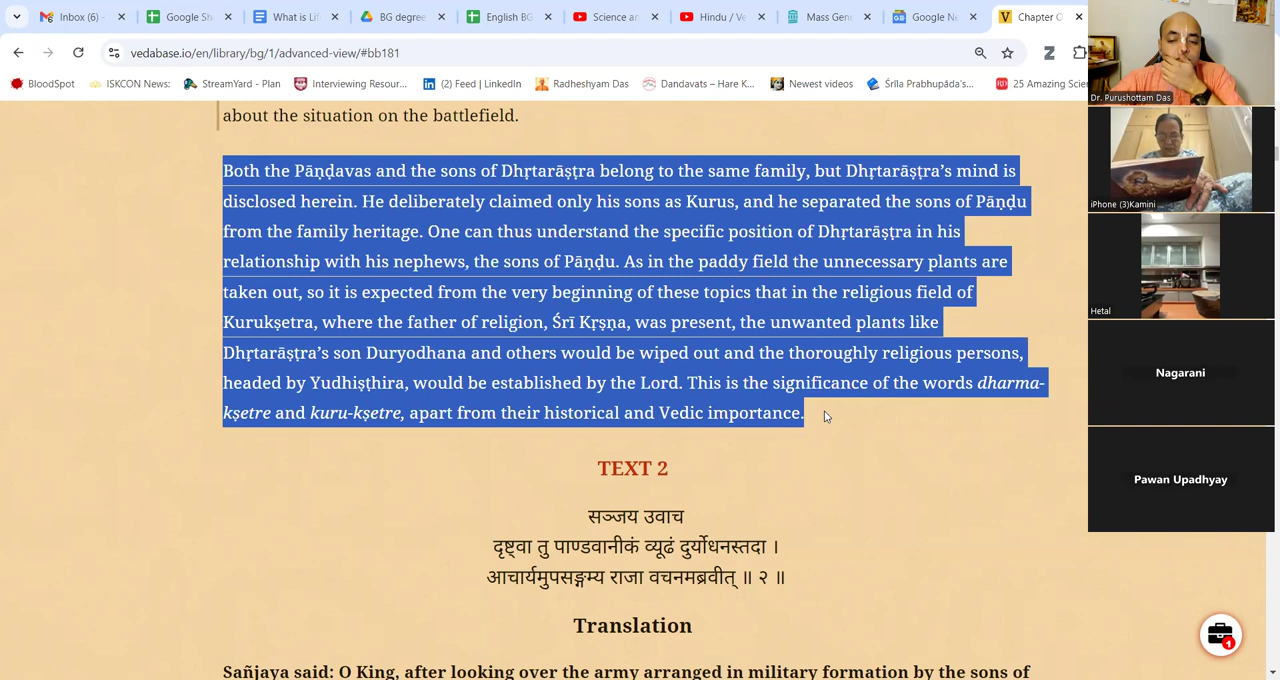 Inbox (6)
Google Sh
What is Lif
BG degree
English BG
Science an
Hindu / Ve
Mass Gene
Google Ne
Chapter O
vedabase.io/en/library/bg/1/advanced-view/#bb181
BloodSpot
ISKCON News:
StreamYard - Plan
Interviewing Resour...
(2) Feed | LinkedIn
Radheshyam Das
Dandavats – Hare K...
Newest videos
Śrīla Prabhupāda's...
25 Amazing Scie
about the situation on the battlefield.
Both the Pāṇḍavas and the sons of Dhṛtarāṣṭra belong to the same family, but Dhṛtarāṣṭra’s mind is
disclosed herein. He deliberately claimed only his sons as Kurus, and he separated the sons of Pāṇḍu
from the family heritage. One can thus understand the specific position of Dhṛtarāṣṭra in his
relationship with his nephews, the sons of Pāṇḍu. As in the paddy field the unnecessary plants are
taken out, so it is expected from the very beginning of these topics that in the religious field of
Kurukṣetra, where the father of religion, Śrī Kṛṣṇa, was present, the unwanted plants like
Dhṛtarāṣṭra’s son Duryodhana and others would be wiped out and the thoroughly religious persons,
headed by Yudhiṣṭhira, would be established by the Lord. This is the significance of the words dharma-
kṣetre and kuru-kṣetre, apart from their historical and Vedic importance.
TEXT 2
सञ्जय उवाच
दृष्ट्वा तु पाण्डवानीकं व्यूढं दुर्योधनस्तदा ।
आचार्यमुपसङ्गम्य राजा वचनमब्रवीत् ॥ २ ॥
Translation
Sañjaya said: O King, after looking over the army arranged in military formation by the sons of
Dr. Purushottam Das
iPhone (3)Kamini
Hetal
Nagarani
Pawan Upadhyay
1